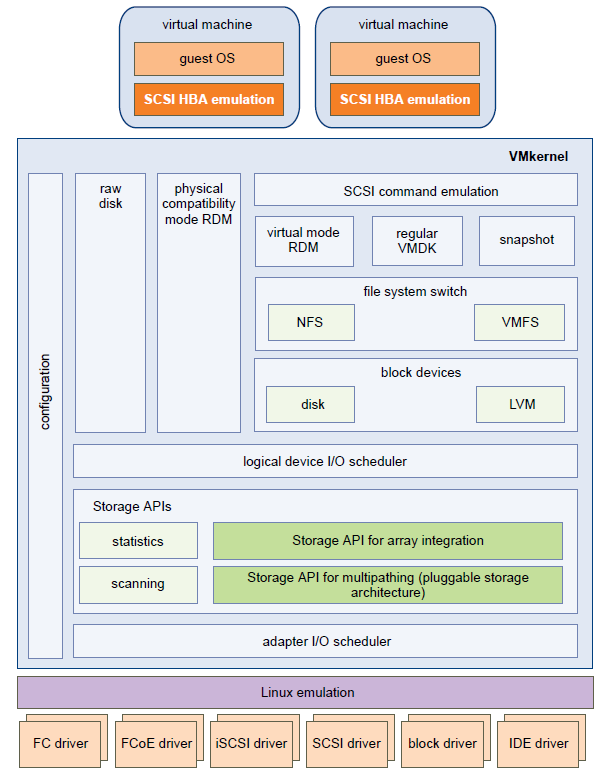 virtual machine
guest OS
SCSI HBA emulation
virtual machine
guest OS
SCSI HBA emulation
VMkernel
configuration
raw
disk
physical
compatibility
mode RDM
SCSI command emulation
virtual mode
RDM
regular
VMDK
snapshot
file system switch
NFS
VMFS
block devices
disk
LVM
logical device I/O scheduler
Storage APIs
statistics
Storage API for array integration
scanning
Storage API for multipathing (pluggable storage
architecture)
adapter I/O scheduler
Linux emulation
FC driver
FCoE driver
iSCSI driver
SCSI driver
block driver
IDE driver